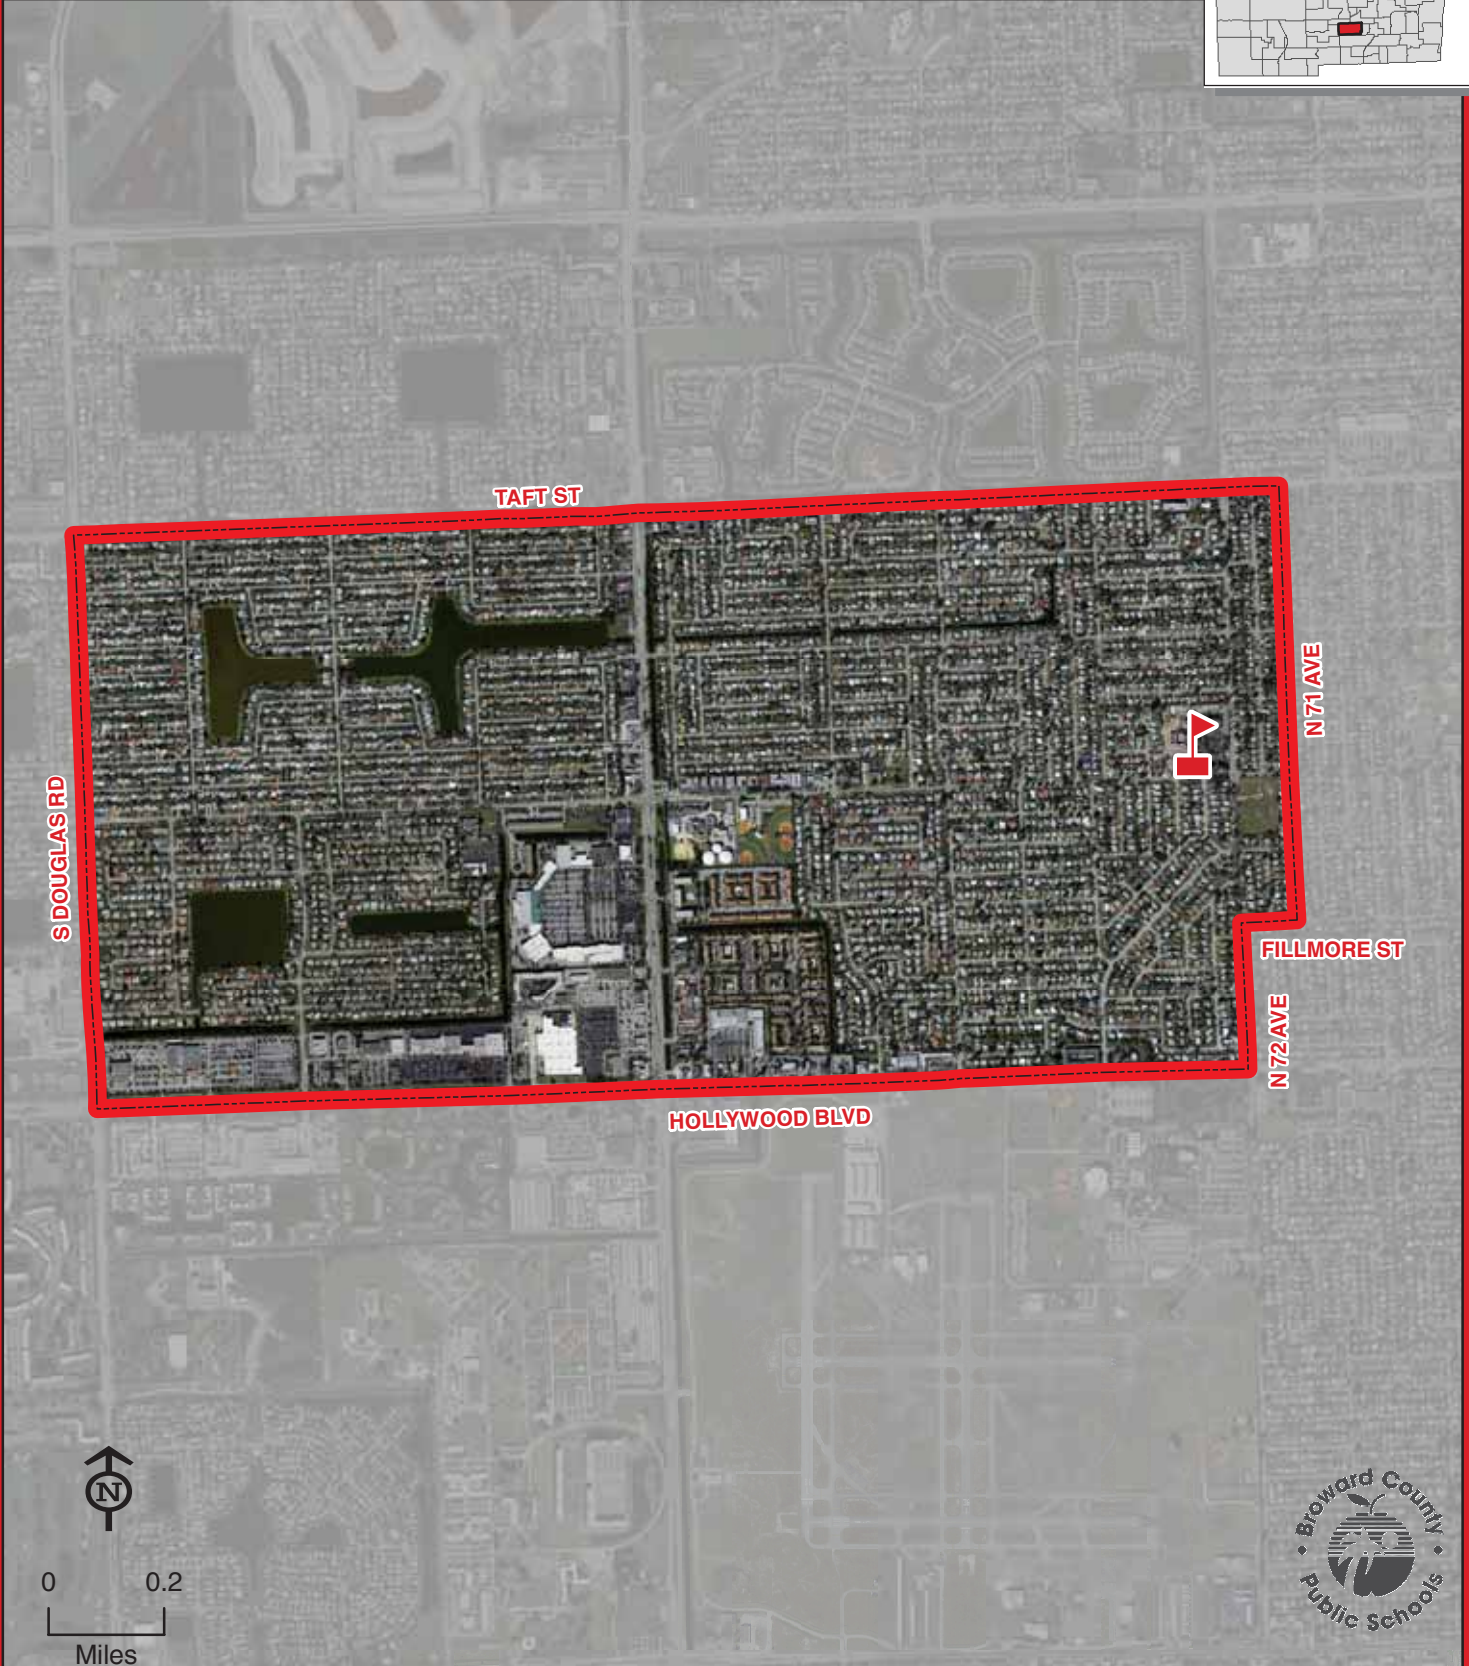 TAFT ST
N 71 AVE
S DOUGLAS RD
FILLMORE ST
N 72 AVE
HOLLYWOOD BLVD
N
0 0.2
Miles
Broward County
Public Schools